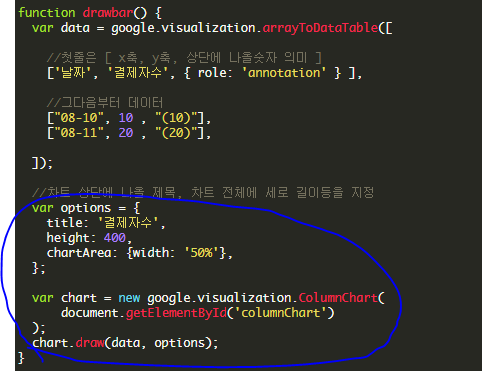 function drawbar() {
var data = google.visualization.arrayToDataTable([
//첫줄은 [ x축, y축, 상단에 나올숫자 의미 ]
['날짜', '결제자수', { role: 'annotation' } ],
//그다음부터 데이터
["08-10", 10 , "(10)"],
["08-11", 20 , "(20)"],
]);
//차트 상단에 나올 제목, 차트 전체에 세로 길이등을 지정
var options = {
title: '결제자수',
height: 400,
chartArea: {width: '50%'},
};
var chart = new google.visualization.ColumnChart(
document.getElementById('columnChart')
);
chart.draw(data, options);
}